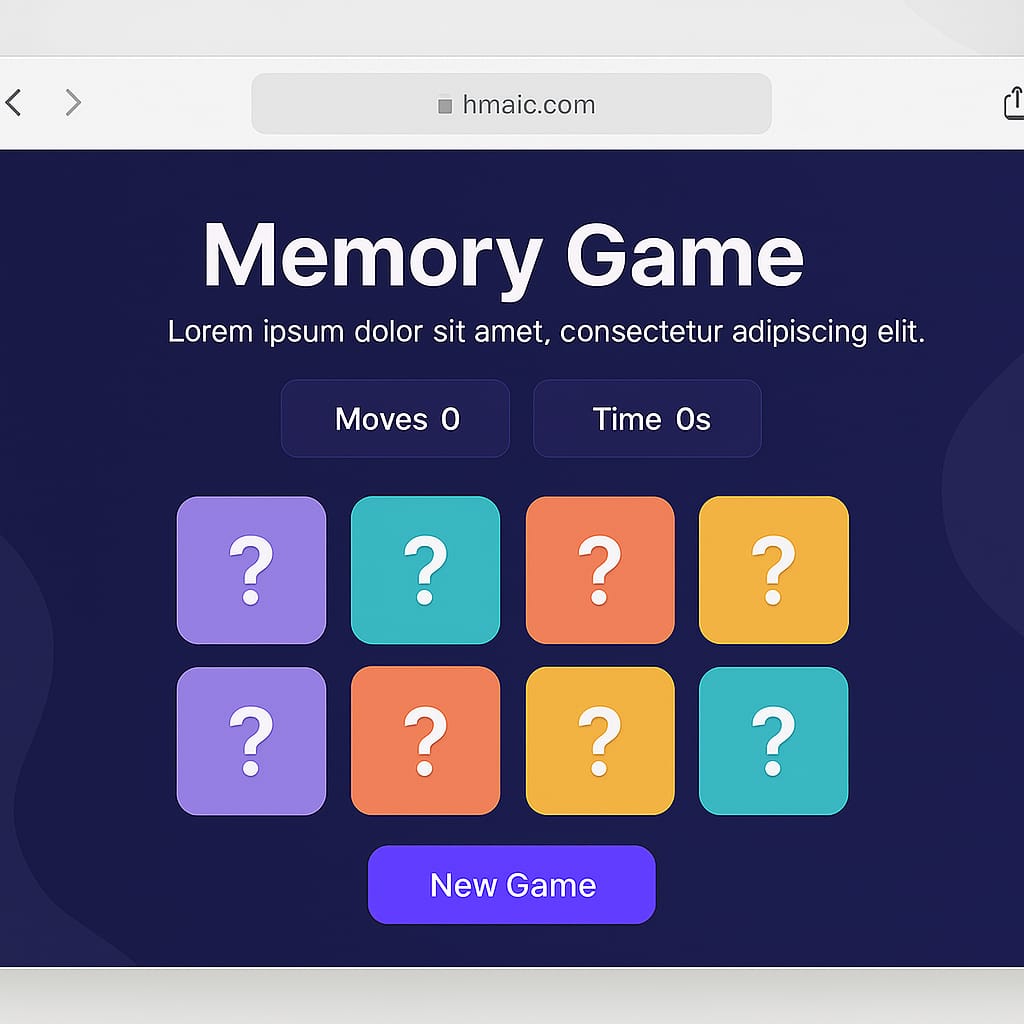 hmaic.com
Memory Game
Lorem ipsum dolor sit amet, consectetur adipiscing elit.
Moves 0 Time 0s
? ? ? ?
? ? ? ?
New Game